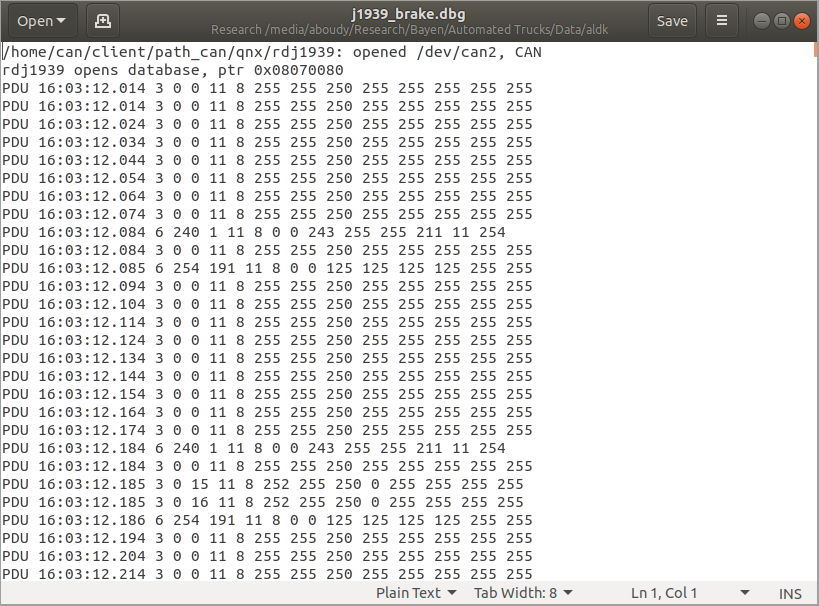 Open
j1939_brake.dbg
Research /media/aboudy/Research/Bayen/Automated Trucks/Data/aldk
Save
/home/can/client/path_can/qnx/rdj1939: opened /dev/can2, CAN
rdj1939 opens database, ptr 0x08070080
PDU 16:03:12.014 3 0 0 11 8 255 255 250 255 255 255 255 255
PDU 16:03:12.014 3 0 0 11 8 255 255 250 255 255 255 255 255
PDU 16:03:12.024 3 0 0 11 8 255 255 250 255 255 255 255 255
PDU 16:03:12.034 3 0 0 11 8 255 255 250 255 255 255 255 255
PDU 16:03:12.044 3 0 0 11 8 255 255 250 255 255 255 255 255
PDU 16:03:12.054 3 0 0 11 8 255 255 250 255 255 255 255 255
PDU 16:03:12.064 3 0 0 11 8 255 255 250 255 255 255 255 255
PDU 16:03:12.074 3 0 0 11 8 255 255 250 255 255 255 255 255
PDU 16:03:12.084 6 240 1 11 8 0 0 243 255 255 211 11 254
PDU 16:03:12.084 3 0 0 11 8 255 255 250 255 255 255 255 255
PDU 16:03:12.085 6 254 191 11 8 0 0 125 125 125 125 255 255
PDU 16:03:12.094 3 0 0 11 8 255 255 250 255 255 255 255 255
PDU 16:03:12.104 3 0 0 11 8 255 255 250 255 255 255 255 255
PDU 16:03:12.114 3 0 0 11 8 255 255 250 255 255 255 255 255
PDU 16:03:12.124 3 0 0 11 8 255 255 250 255 255 255 255 255
PDU 16:03:12.134 3 0 0 11 8 255 255 250 255 255 255 255 255
PDU 16:03:12.144 3 0 0 11 8 255 255 250 255 255 255 255 255
PDU 16:03:12.154 3 0 0 11 8 255 255 250 255 255 255 255 255
PDU 16:03:12.164 3 0 0 11 8 255 255 250 255 255 255 255 255
PDU 16:03:12.174 3 0 0 11 8 255 255 250 255 255 255 255 255
PDU 16:03:12.184 6 240 1 11 8 0 0 243 255 255 211 11 254
PDU 16:03:12.184 3 0 0 11 8 255 255 250 255 255 255 255 255
PDU 16:03:12.185 3 0 15 11 8 252 255 250 0 255 255 255 255
PDU 16:03:12.185 3 0 16 11 8 252 255 250 0 255 255 255 255
PDU 16:03:12.186 6 254 191 11 8 0 0 125 125 125 125 255 255
PDU 16:03:12.194 3 0 0 11 8 255 255 250 255 255 255 255 255
PDU 16:03:12.204 3 0 0 11 8 255 255 250 255 255 255 255 255
PDU 16:03:12.214 3 0 0 11 8 255 255 250 255 255 255 255 255
Plain Text Tab Width: 8 Ln 1, Col 1 INS